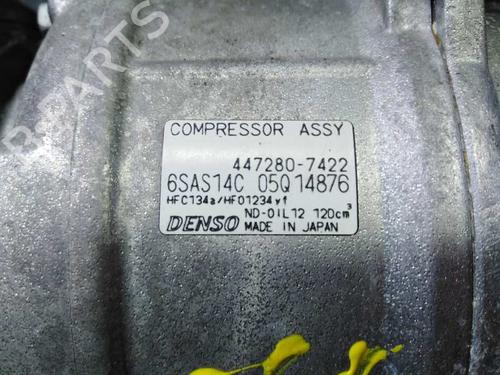 B-PARTS
COMPRESSOR ASSY
447280-7422
6SAS14C 05Q14876
HFC134a/HFO1234yf
ND-OIL12 120cm³
DENSO MADE IN JAPAN